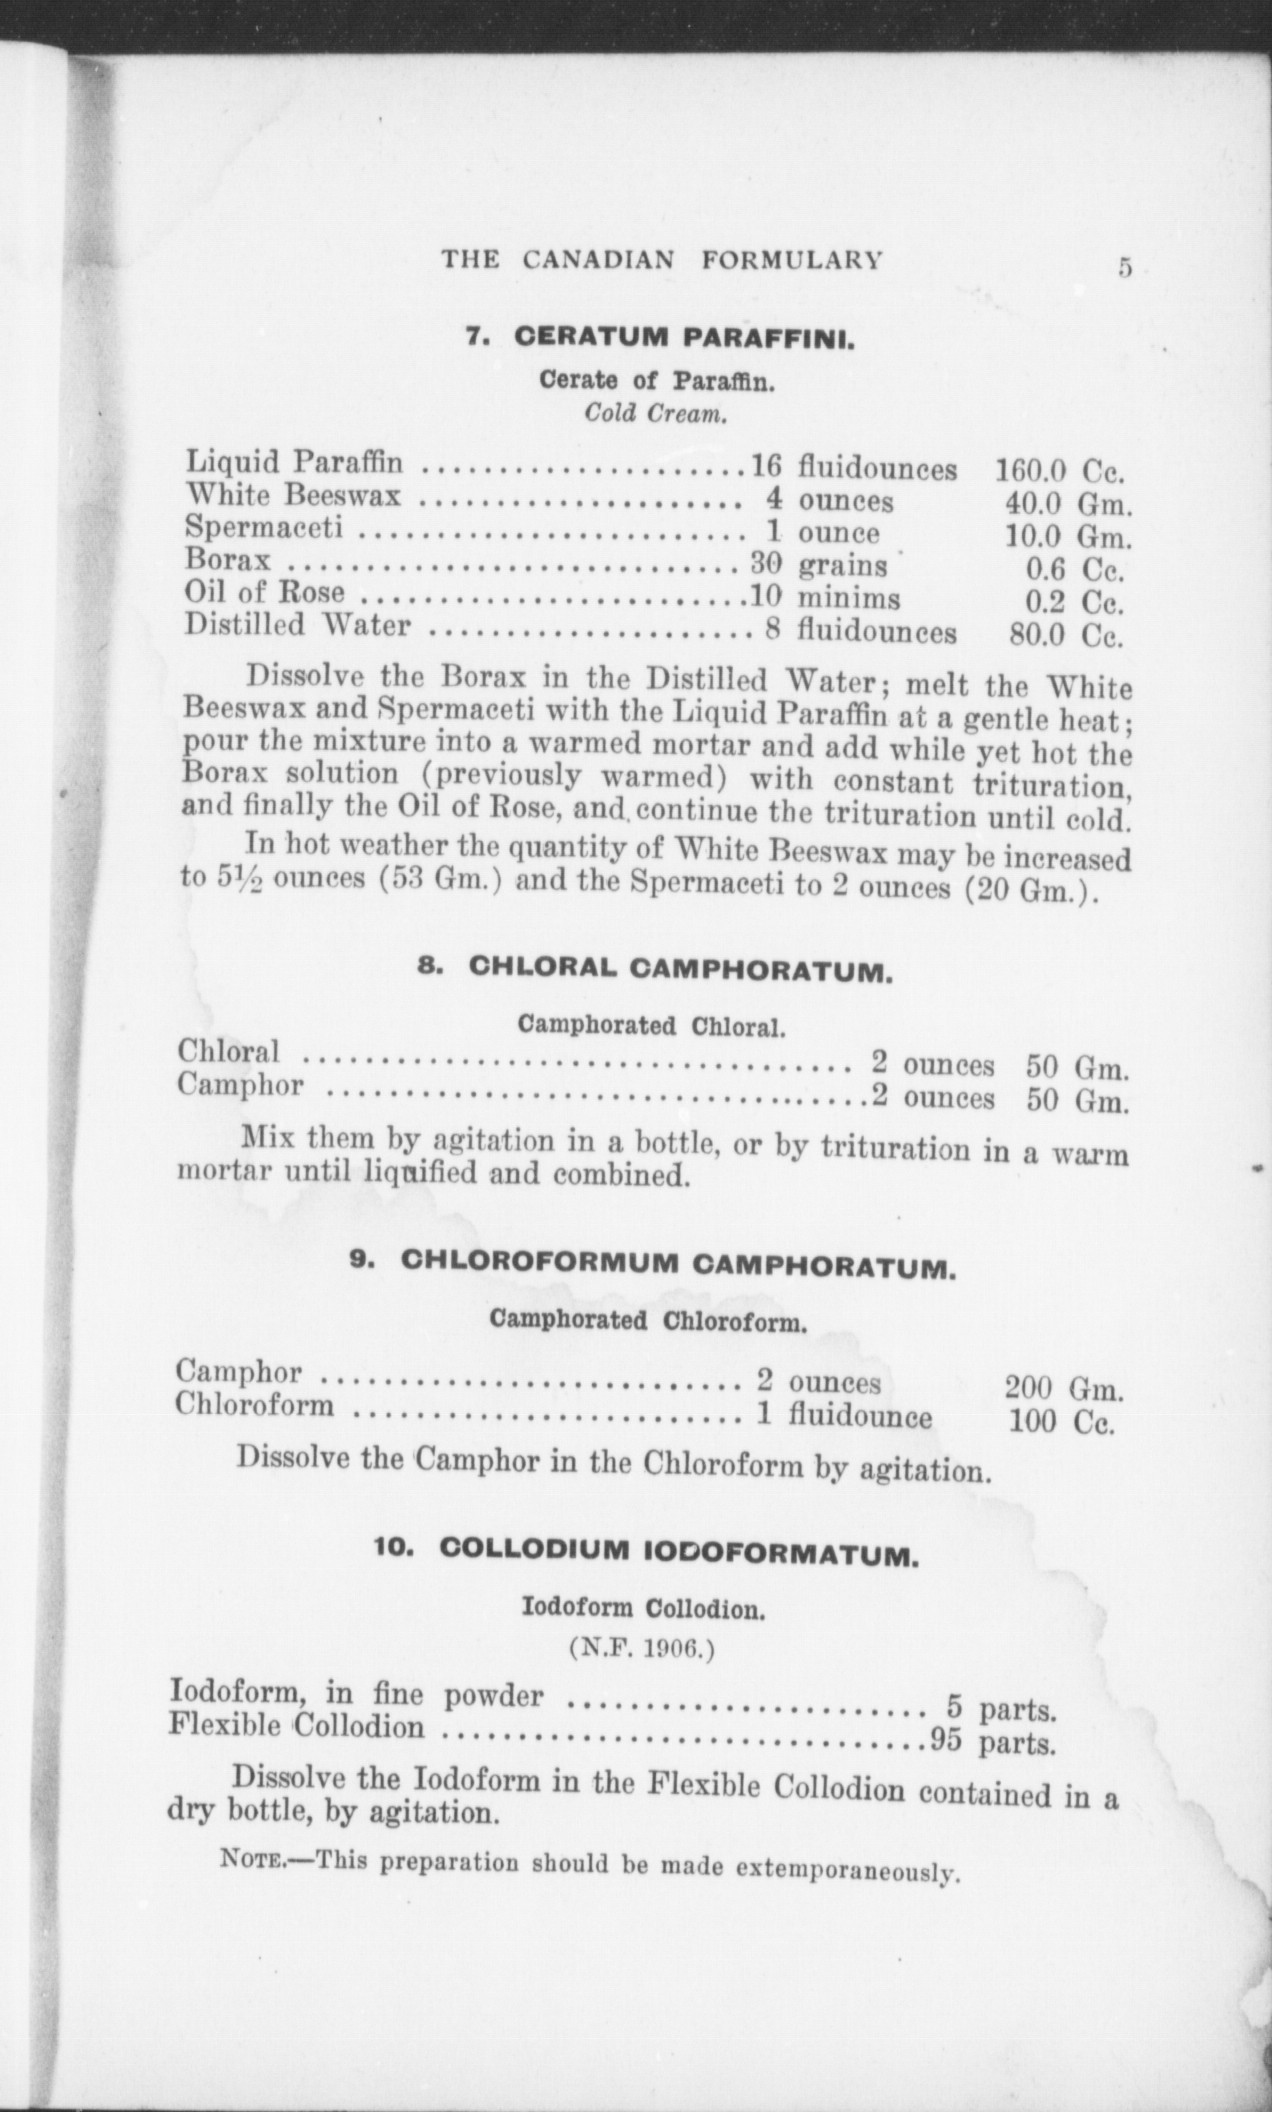 THE CANADIAN FORMULARY 5
7. CERATUM PARAFFINI.
Cerate of Paraffin.
Cold Cream.
Liquid Paraffin ..................... 16 fluidounces 160.0 Cc.
White Beeswax ..................... 4 ounces 40.0 Gm.
Spermaceti ......................... 1 ounce 10.0 Gm.
Borax ............................. 30 grains 0.6 Cc.
Oil of Rose ......................... 10 minims 0.2 Cc.
Distilled Water ..................... 8 fluidounces 80.0 Cc.
Dissolve the Borax in the Distilled Water; melt the White
Beeswax and Spermaceti with the Liquid Paraffin at a gentle heat;
pour the mixture into a warmed mortar and add while yet hot the
Borax solution (previously warmed) with constant trituration,
and finally the Oil of Rose, and continue the trituration until cold.
In hot weather the quantity of White Beeswax may be increased
to 5½ ounces (53 Gm.) and the Spermaceti to 2 ounces (20 Gm.).
8. CHLORAL CAMPHORATUM.
Camphorated Chloral.
Chloral .................................... 2 ounces 50 Gm.
Camphor ................................... 2 ounces 50 Gm.
Mix them by agitation in a bottle, or by trituration in a warm
mortar until liquified and combined.
9. CHLOROFORMUM CAMPHORATUM.
Camphorated Chloroform.
Camphor ........................... 2 ounces 200 Gm.
Chloroform ......................... 1 fluidounce 100 Cc.
Dissolve the Camphor in the Chloroform by agitation.
10. COLLODIUM IODOFORMATUM.
Iodoform Collodion.
(N.F. 1906.)
Iodoform, in fine powder ....................... 5 parts.
Flexible Collodion ............................... 95 parts.
Dissolve the Iodoform in the Flexible Collodion contained in a
dry bottle, by agitation.
NOTE.—This preparation should be made extemporaneously.